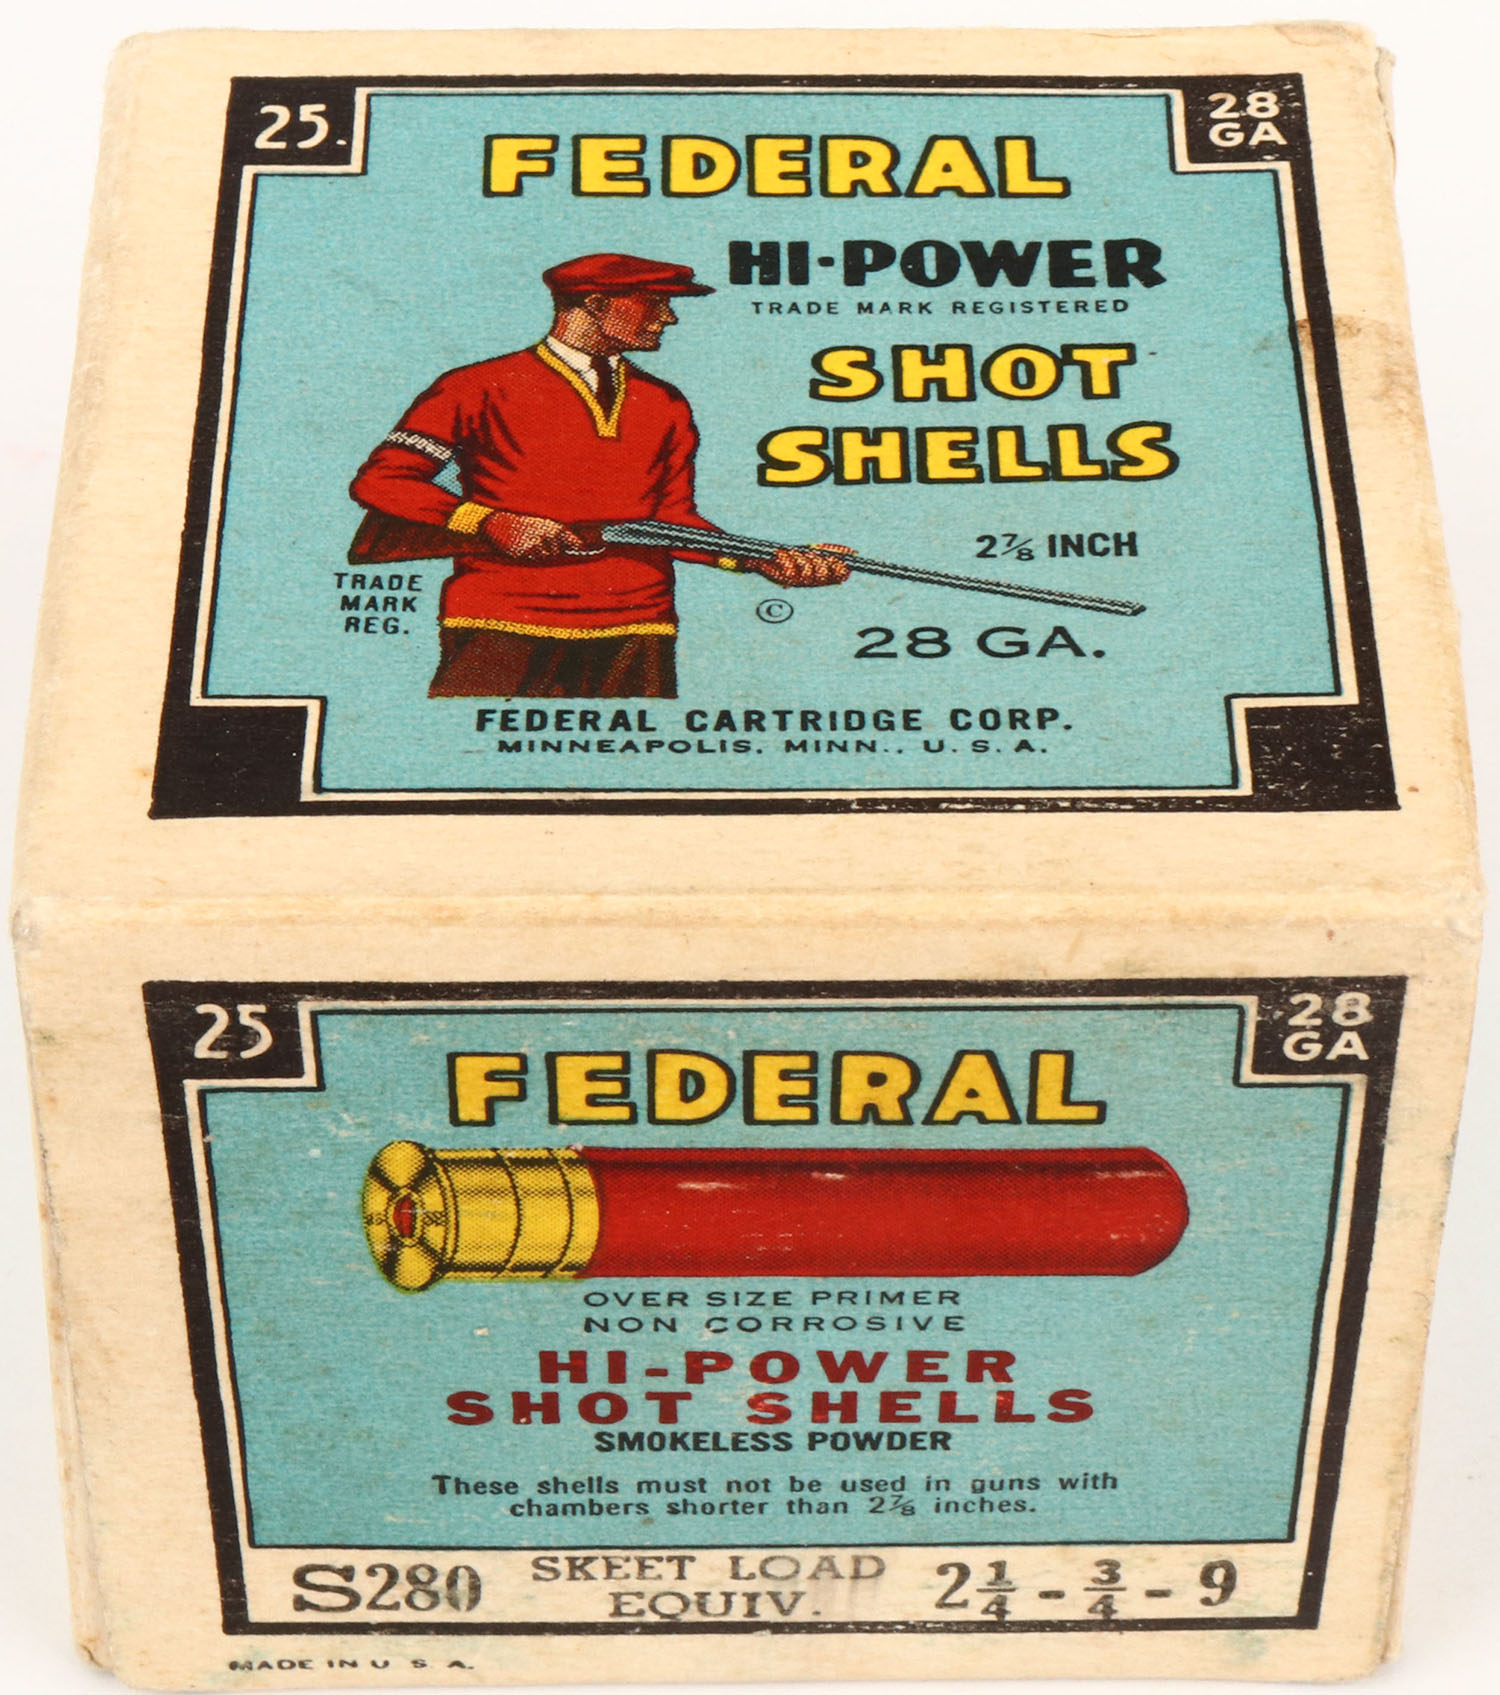 25.
28
GA
FEDERAL
HI-POWER
TRADE MARK REGISTERED
SHOT
SHELLS
HI-POWER
2⅞ INCH
TRADE
MARK
REG.
©
28 GA.
FEDERAL CARTRIDGE CORP.
MINNEAPOLIS, MINN., U. S. A.
25
28
GA
FEDERAL
OVER SIZE PRIMER
NON CORROSIVE
HI-POWER
SHOT SHELLS
SMOKELESS POWDER
These shells must not be used in guns with
chambers shorter than 2⅞ inches.
S280 SKEET LOAD 2¼ - ¾ - 9
EQUIV.
MADE IN U. S. A.